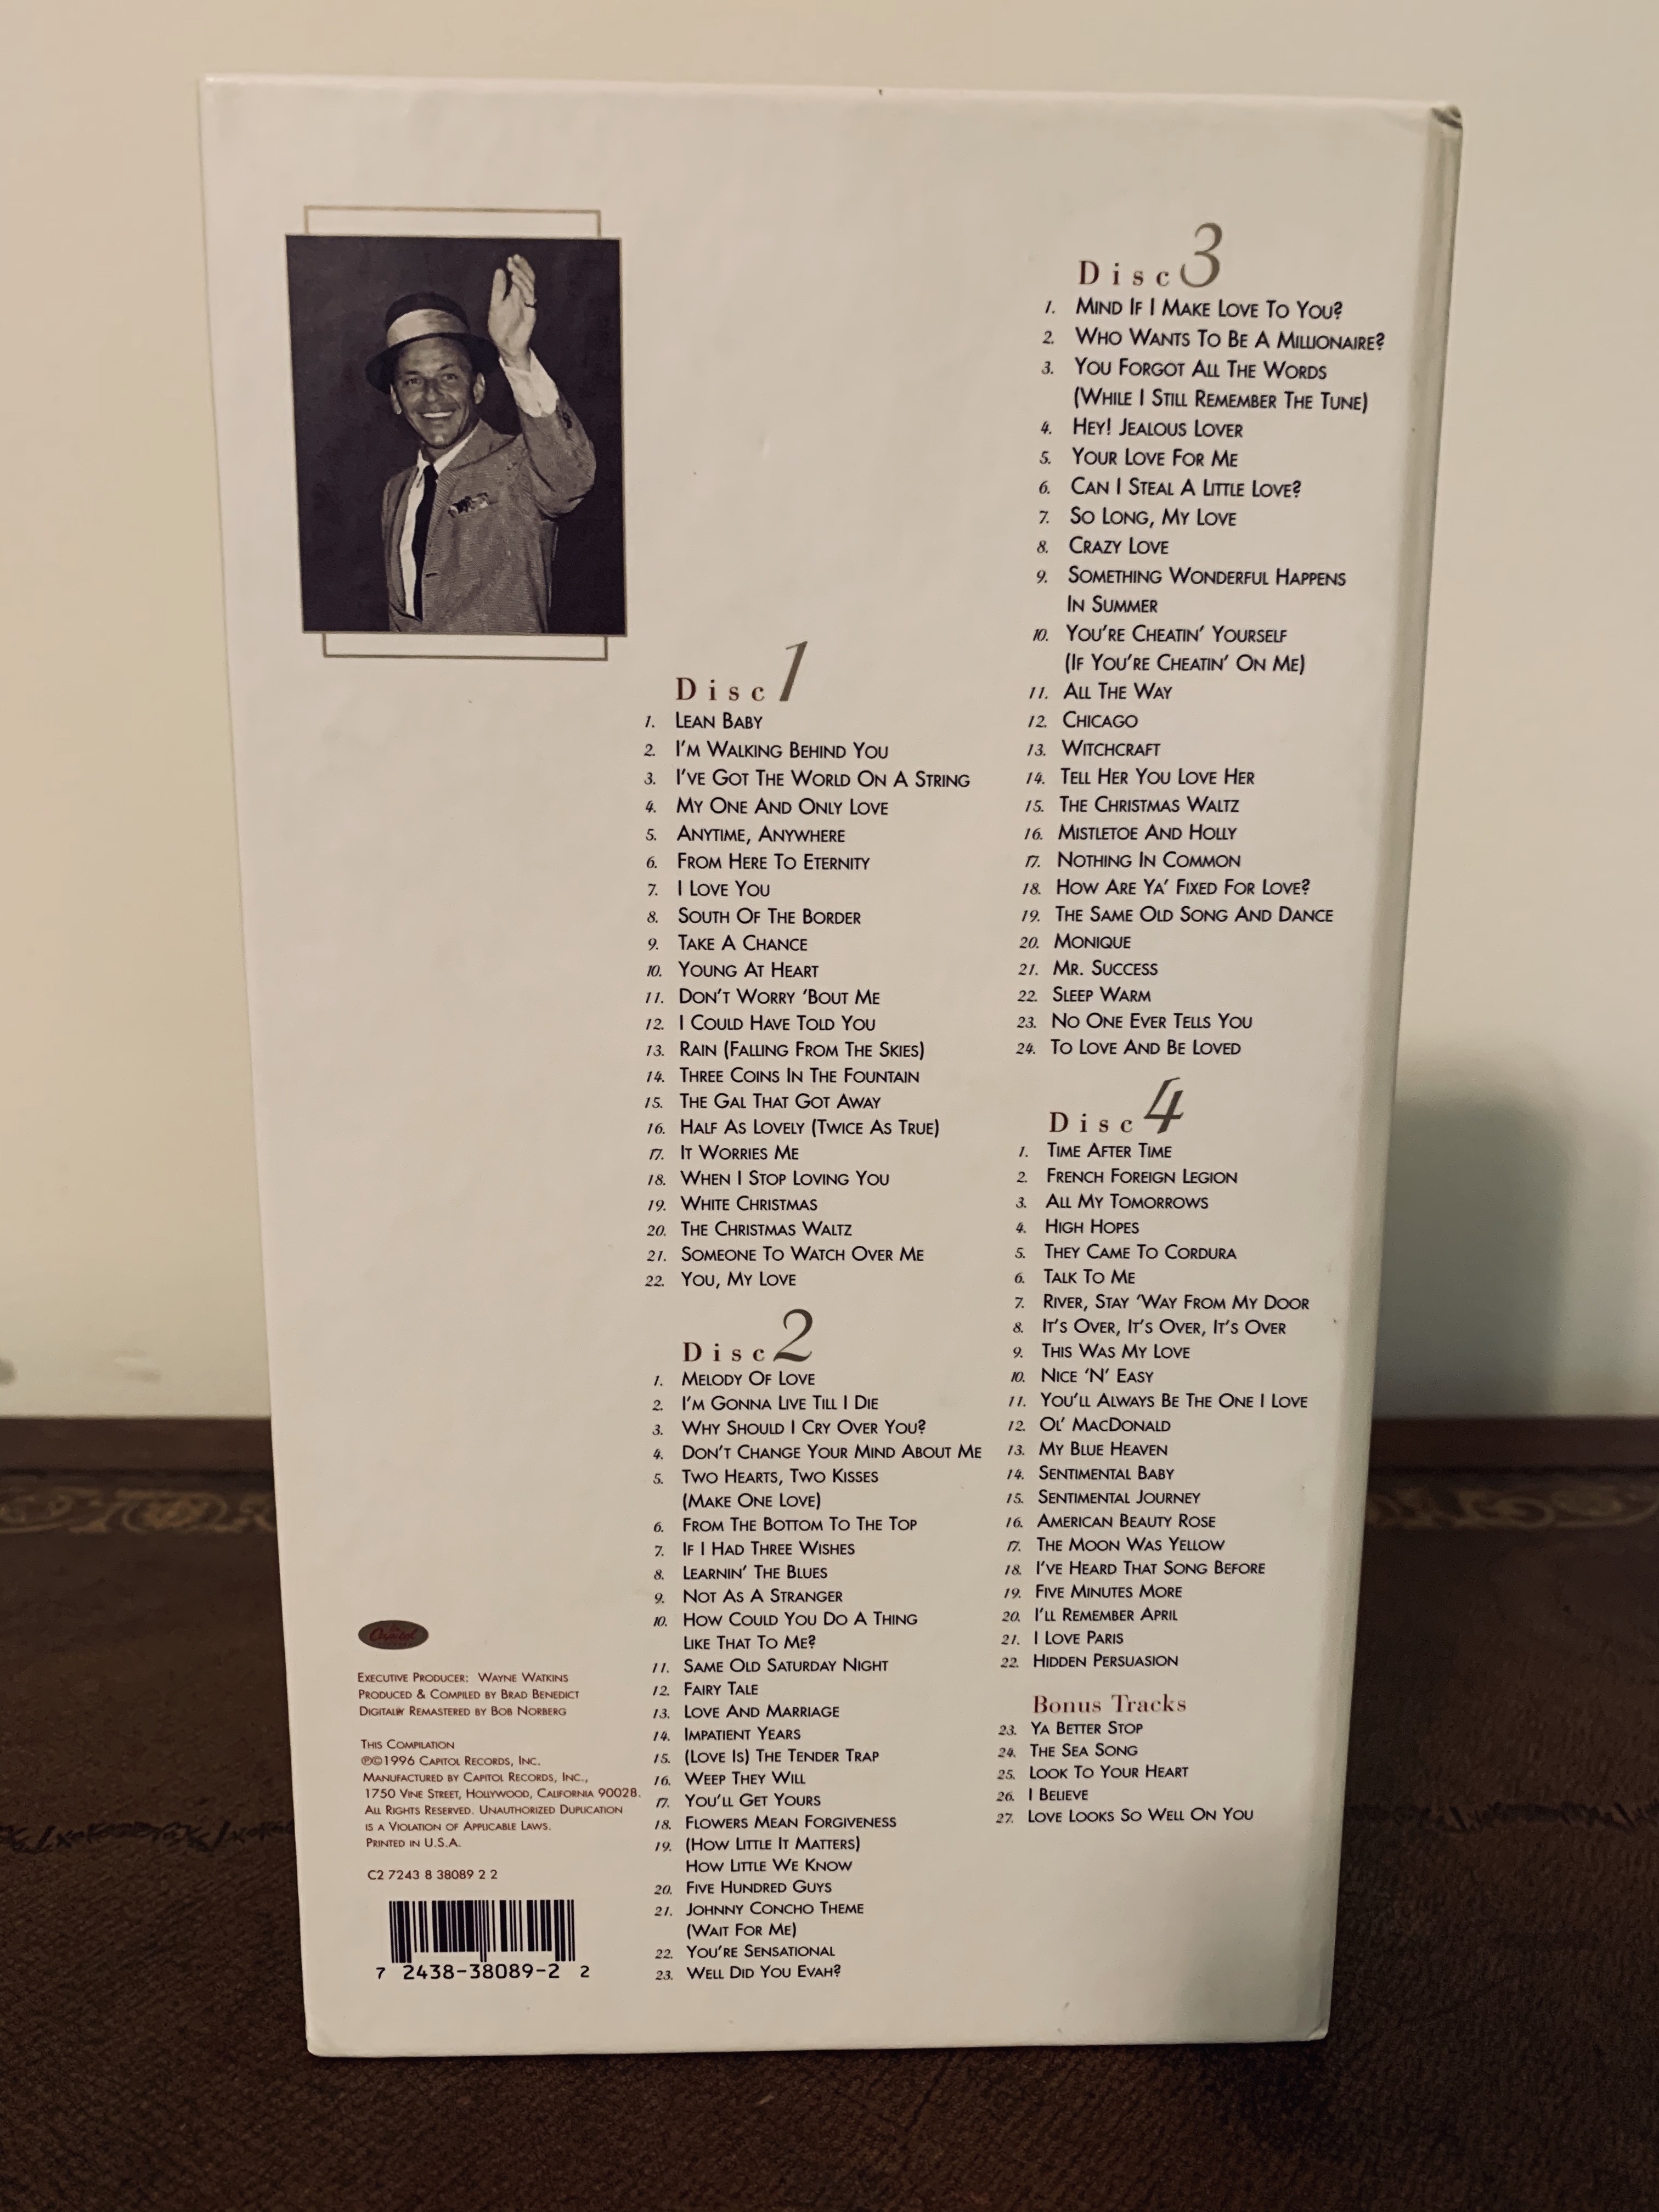 Disc 1
1. LEAN BABY
2. I'M WALKING BEHIND YOU
3. I'VE GOT THE WORLD ON A STRING
4. MY ONE AND ONLY LOVE
5. ANYTIME, ANYWHERE
6. FROM HERE TO ETERNITY
7. I LOVE YOU
8. SOUTH OF THE BORDER
9. TAKE A CHANCE
10. YOUNG AT HEART
11. DON'T WORRY 'BOUT ME
12. I COULD HAVE TOLD YOU
13. RAIN (FALLING FROM THE SKIES)
14. THREE COINS IN THE FOUNTAIN
15. THE GAL THAT GOT AWAY
16. HALF AS LOVELY (TWICE AS TRUE)
17. IT WORRIES ME
18. WHEN I STOP LOVING YOU
19. WHITE CHRISTMAS
20. THE CHRISTMAS WALTZ
21. SOMEONE TO WATCH OVER ME
22. YOU, MY LOVE
Disc 2
1. MELODY OF LOVE
2. I'M GONNA LIVE TILL I DIE
3. WHY SHOULD I CRY OVER YOU?
4. DON'T CHANGE YOUR MIND ABOUT ME
5. TWO HEARTS, TWO KISSES
(MAKE ONE LOVE)
6. FROM THE BOTTOM TO THE TOP
7. IF I HAD THREE WISHES
8. LEARNIN' THE BLUES
9. NOT AS A STRANGER
10. HOW COULD YOU DO A THING
LIKE THAT TO ME?
11. SAME OLD SATURDAY NIGHT
12. FAIRY TALE
13. LOVE AND MARRIAGE
14. IMPATIENT YEARS
15. (LOVE IS) THE TENDER TRAP
16. WEEP THEY WILL
17. YOU'LL GET YOURS
18. FLOWERS MEAN FORGIVENESS
19. (HOW LITTLE IT MATTERS)
HOW LITTLE WE KNOW
20. FIVE HUNDRED GUYS
21. JOHNNY CONCHO THEME
(WAIT FOR ME)
22. YOU'RE SENSATIONAL
23. WELL DID YOU EVAH?
Disc 3
1. MIND IF I MAKE LOVE TO YOU?
2. WHO WANTS TO BE A MILLIONAIRE?
3. YOU FORGOT ALL THE WORDS
(WHILE I STILL REMEMBER THE TUNE)
4. HEY! JEALOUS LOVER
5. YOUR LOVE FOR ME
6. CAN I STEAL A LITTLE LOVE?
7. SO LONG, MY LOVE
8. CRAZY LOVE
9. SOMETHING WONDERFUL HAPPENS
IN SUMMER
10. YOU'RE CHEATIN' YOURSELF
(IF YOU'RE CHEATIN' ON ME)
11. ALL THE WAY
12. CHICAGO
13. WITCHCRAFT
14. TELL HER YOU LOVE HER
15. THE CHRISTMAS WALTZ
16. MISTLETOE AND HOLLY
17. NOTHING IN COMMON
18. HOW ARE YA' FIXED FOR LOVE?
19. THE SAME OLD SONG AND DANCE
20. MONIQUE
21. MR. SUCCESS
22. SLEEP WARM
23. NO ONE EVER TELLS YOU
24. TO LOVE AND BE LOVED
Disc 4
1. TIME AFTER TIME
2. FRENCH FOREIGN LEGION
3. ALL MY TOMORROWS
4. HIGH HOPES
5. THEY CAME TO CORDURA
6. TALK TO ME
7. RIVER, STAY 'WAY FROM MY DOOR
8. IT'S OVER, IT'S OVER, IT'S OVER
9. THIS WAS MY LOVE
10. NICE 'N' EASY
11. YOU'LL ALWAYS BE THE ONE I LOVE
12. OL' MACDONALD
13. MY BLUE HEAVEN
14. SENTIMENTAL BABY
15. SENTIMENTAL JOURNEY
16. AMERICAN BEAUTY ROSE
17. THE MOON WAS YELLOW
18. I'VE HEARD THAT SONG BEFORE
19. FIVE MINUTES MORE
20. I'LL REMEMBER APRIL
21. I LOVE PARIS
22. HIDDEN PERSUASION
Bonus Tracks
23. YA BETTER STOP
24. THE SEA SONG
25. LOOK TO YOUR HEART
26. I BELIEVE
27. LOVE LOOKS SO WELL ON YOU
Capitol
EXECUTIVE PRODUCER: WAYNE WATKINS
PRODUCED & COMPILED BY BRAD BENEDICT
DIGITALLY REMASTERED BY BOB NORBERG
THIS COMPILATION
℗©1996 CAPITOL RECORDS, INC.
MANUFACTURED BY CAPITOL RECORDS, INC.,
1750 VINE STREET, HOLLYWOOD, CALIFORNIA 90028.
ALL RIGHTS RESERVED. UNAUTHORIZED DUPLICATION
IS A VIOLATION OF APPLICABLE LAWS.
PRINTED IN U.S.A.
C2 7243 8 38089 2 2
7 2438-38089-2 2